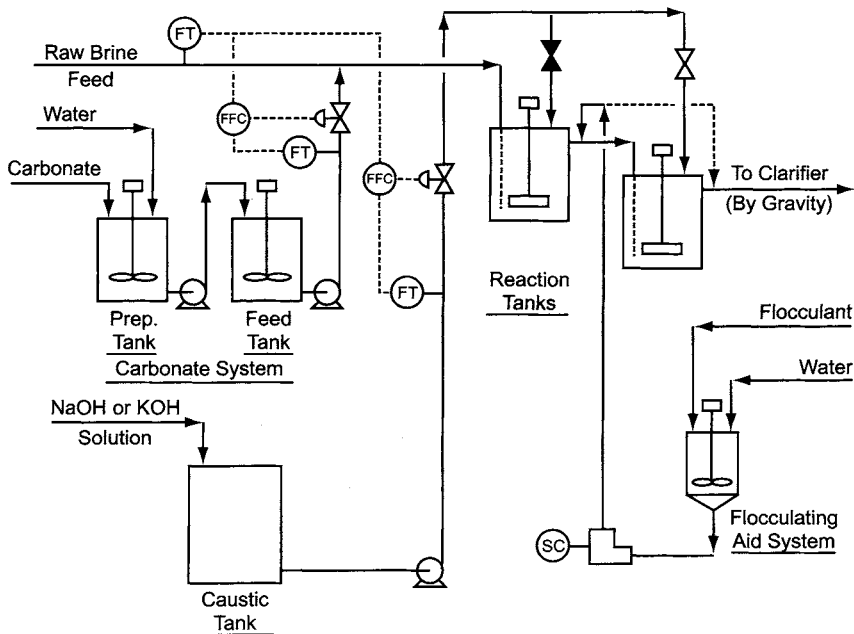 FT
Raw Brine
Feed
Water
FFC
Carbonate
FT
FFC
To Clarifier
(By Gravity)
FT
Reaction
Tanks
Prep.
Tank
Feed
Tank
Carbonate System
Flocculant
Water
NaOH or KOH
Solution
SC
Flocculating
Aid System
Caustic
Tank